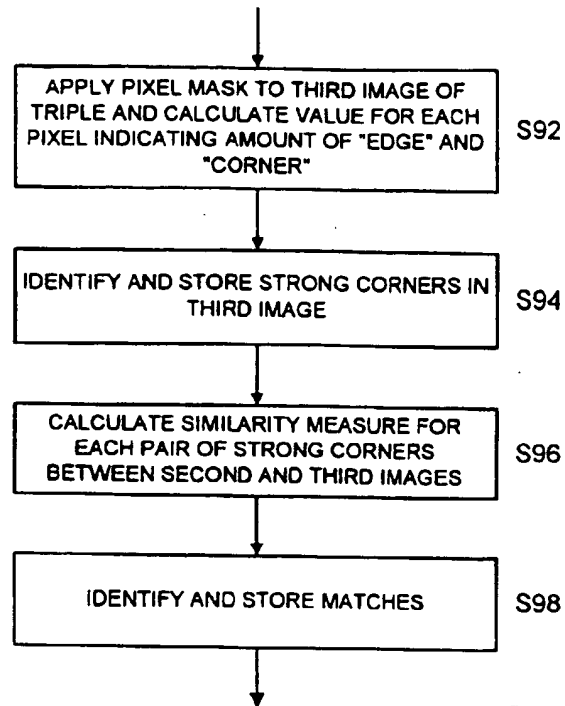 APPLY PIXEL MASK TO THIRD IMAGE OF
TRIPLE AND CALCULATE VALUE FOR EACH
PIXEL INDICATING AMOUNT OF "EDGE" AND
"CORNER"
S92
IDENTIFY AND STORE STRONG CORNERS IN
THIRD IMAGE
S94
CALCULATE SIMILARITY MEASURE FOR
EACH PAIR OF STRONG CORNERS
BETWEEN SECOND AND THIRD IMAGES
S96
IDENTIFY AND STORE MATCHES
S98